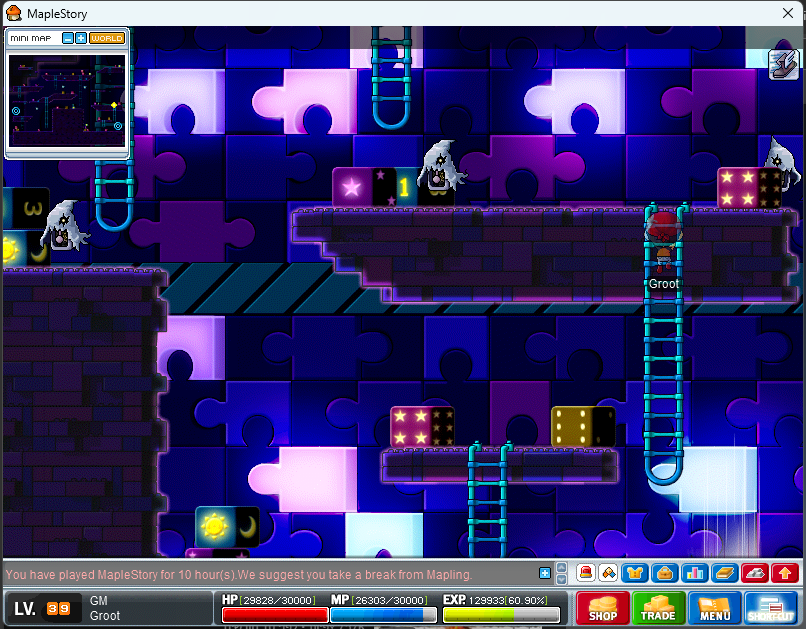 MapleStory
MINI MAP
WORLD
3
1
Groot
You have played MapleStory for 10 hour(s).We suggest you take a break from Mapling.
LV. 39
GM
Groot
HP[29828/30000] MP[26303/30000] EXP 129933[60.90%]
SHOP
TRADE
MENU
SHORTCUT